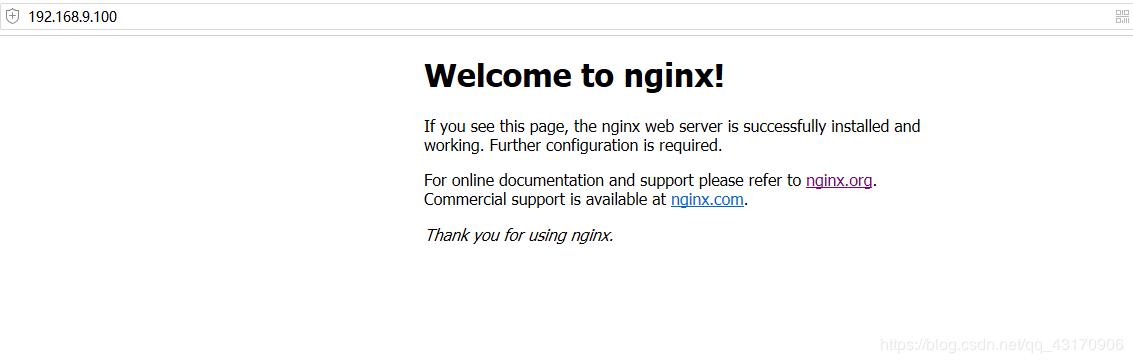 192.168.9.100
Welcome to nginx!
If you see this page, the nginx web server is successfully installed and
working. Further configuration is required.
For online documentation and support please refer to nginx.org.
Commercial support is available at nginx.com.
Thank you for using nginx.
https://blog.csdn.net/qq_43170906